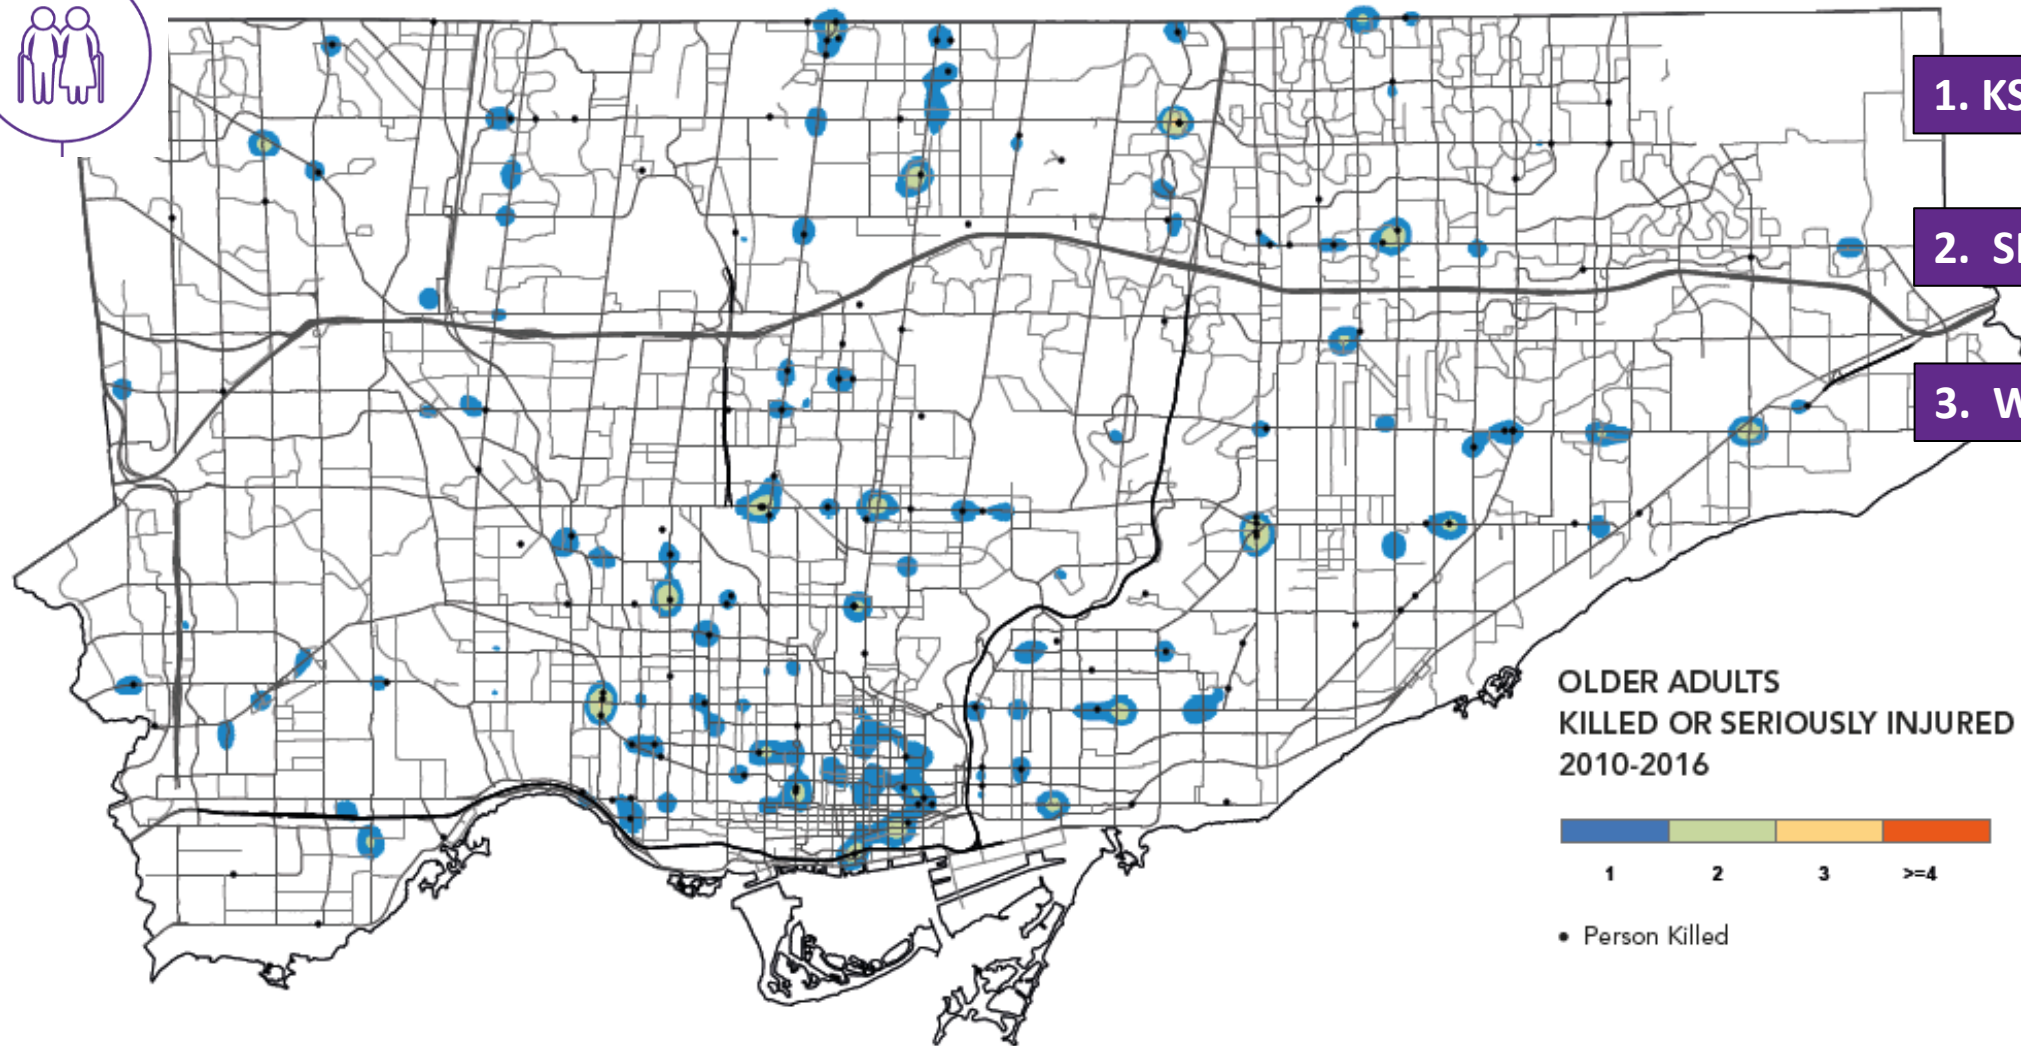 1. KS
2. S
3. W
OLDER ADULTS
KILLED OR SERIOUSLY INJURED
2010-2016
1 2 3 >=4
• Person Killed